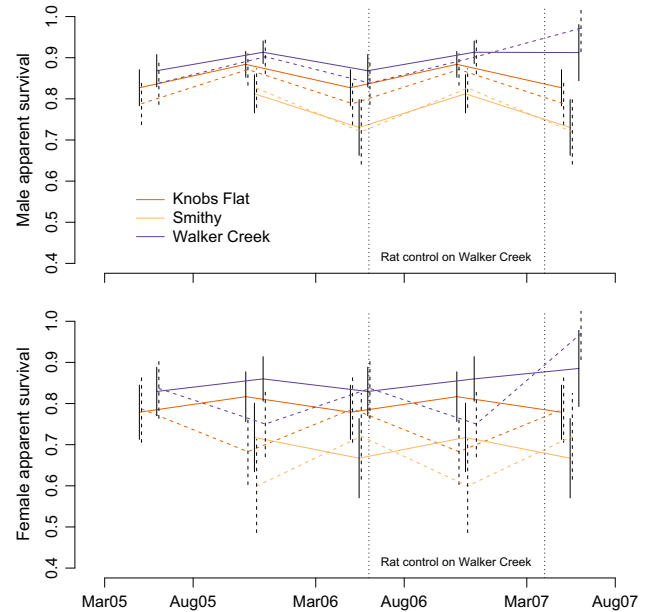 Male apparent survival
1.0
0.9
0.8
0.7
0.6
0.5
0.4
Knobs Flat
Smithy
Walker Creek
Rat control on Walker Creek
Female apparent survival
1.0
0.9
0.8
0.7
0.6
0.5
0.4
Rat control on Walker Creek
Mar05
Aug05
Mar06
Aug06
Mar07
Aug07